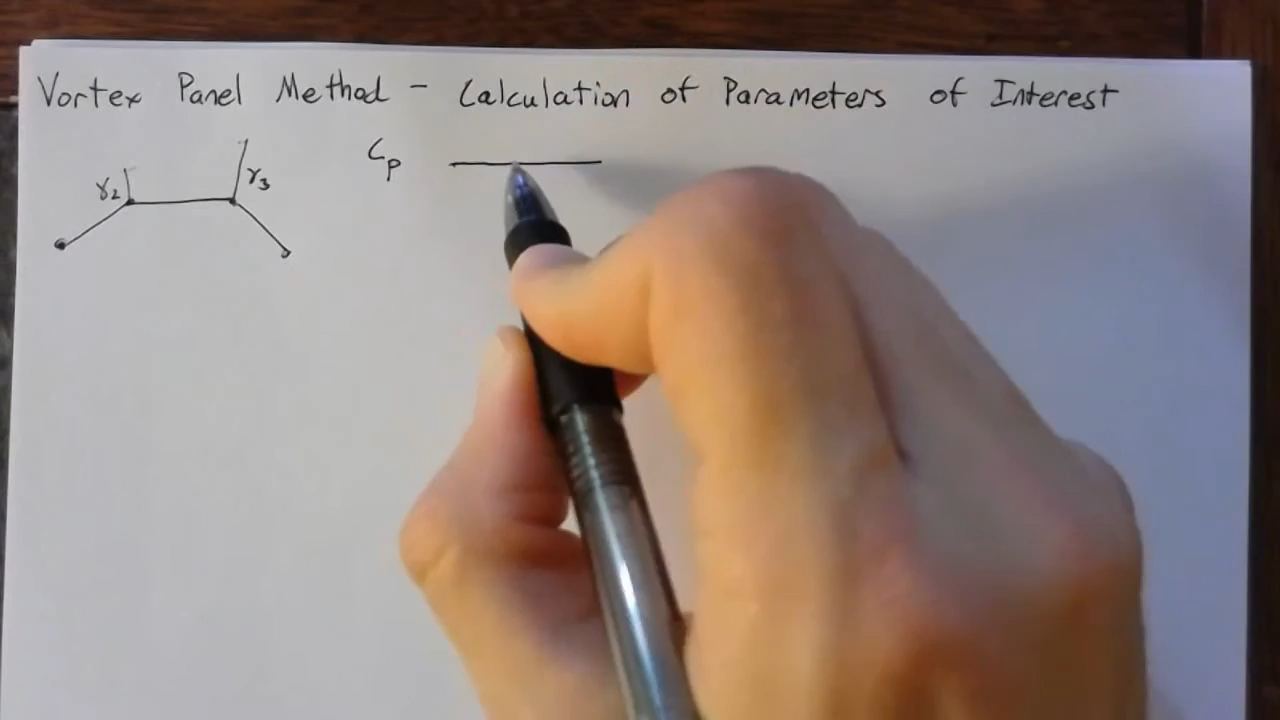 Vortex Panel Method - Calculation of Parameters of Interest
γ2 γ3 Cp